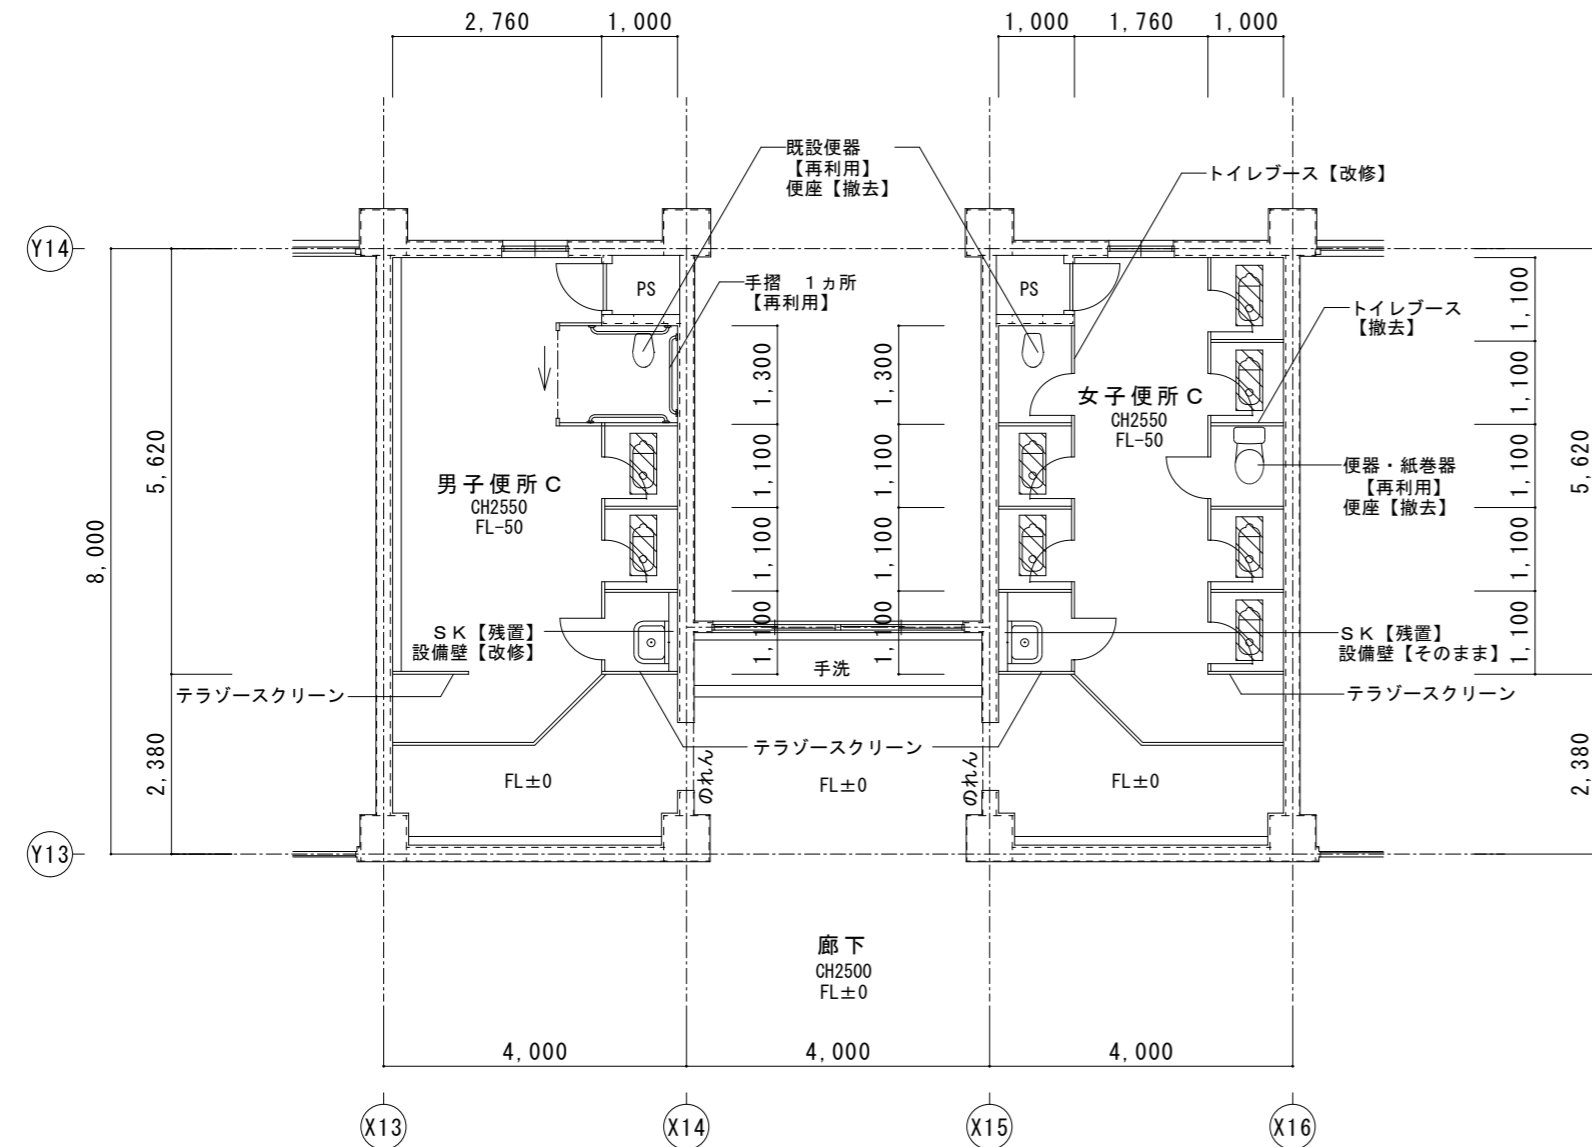 2,760
1,000
1,000
1,760
1,000
既設便器
【再利用】
便座【撤去】
トイレブース【改修】
Y14
PS
手摺　１ヵ所
【再利用】
PS
トイレブース
【撤去】
1,100
1,300
1,300
女子便所Ｃ
CH2550
FL-50
1,100
5,620
男子便所Ｃ
CH2550
FL-50
1,100
1,100
便器・紙巻器
【再利用】
便座【撤去】
1,100
5,620
8,000
1,100
1,100
1,100
ＳＫ【残置】
設備壁【改修】
1,100
1,100
ＳＫ【残置】
設備壁【そのまま】
1,100
手洗
テラゾースクリーン
テラゾースクリーン
2,380
テラゾースクリーン
2,380
FL±0
のれん
FL±0
のれん
FL±0
Y13
廊下
CH2500
FL±0
4,000
4,000
4,000
X13
X14
X15
X16